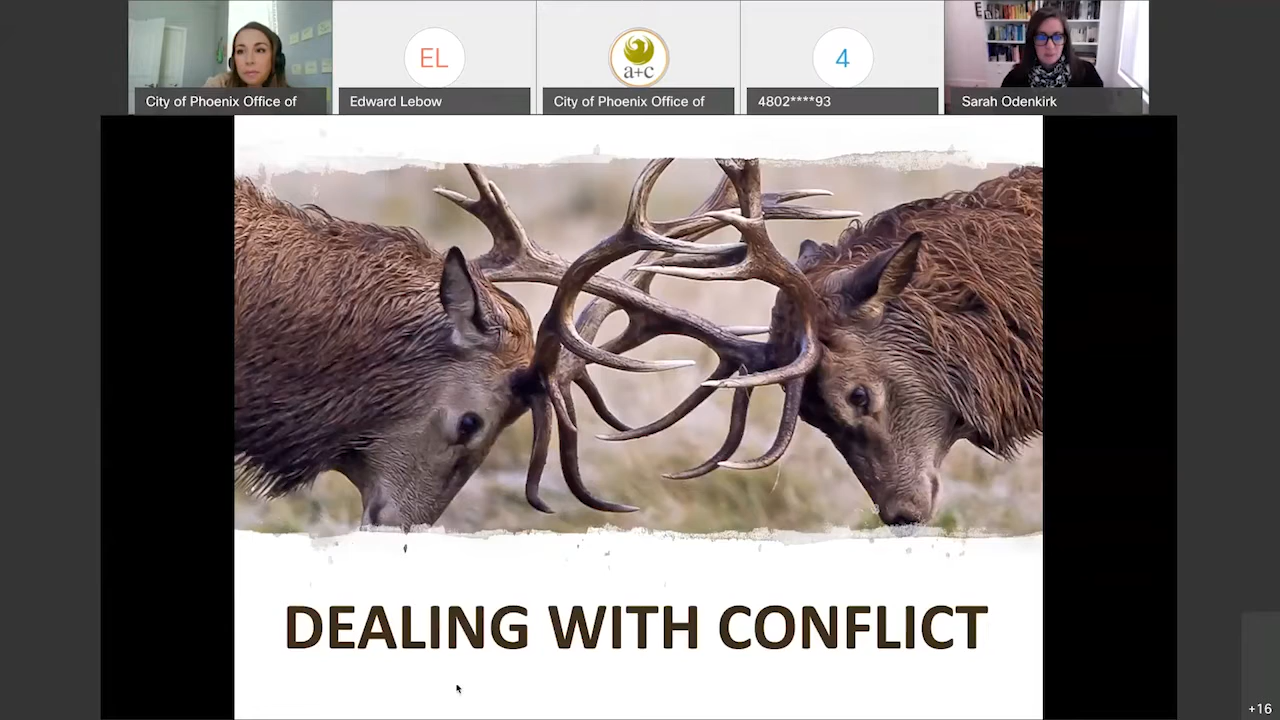 City of Phoenix Office of
EL
Edward Lebow
a+c
City of Phoenix Office of
4
4802****93
Sarah Odenkirk
DEALING WITH CONFLICT
+16